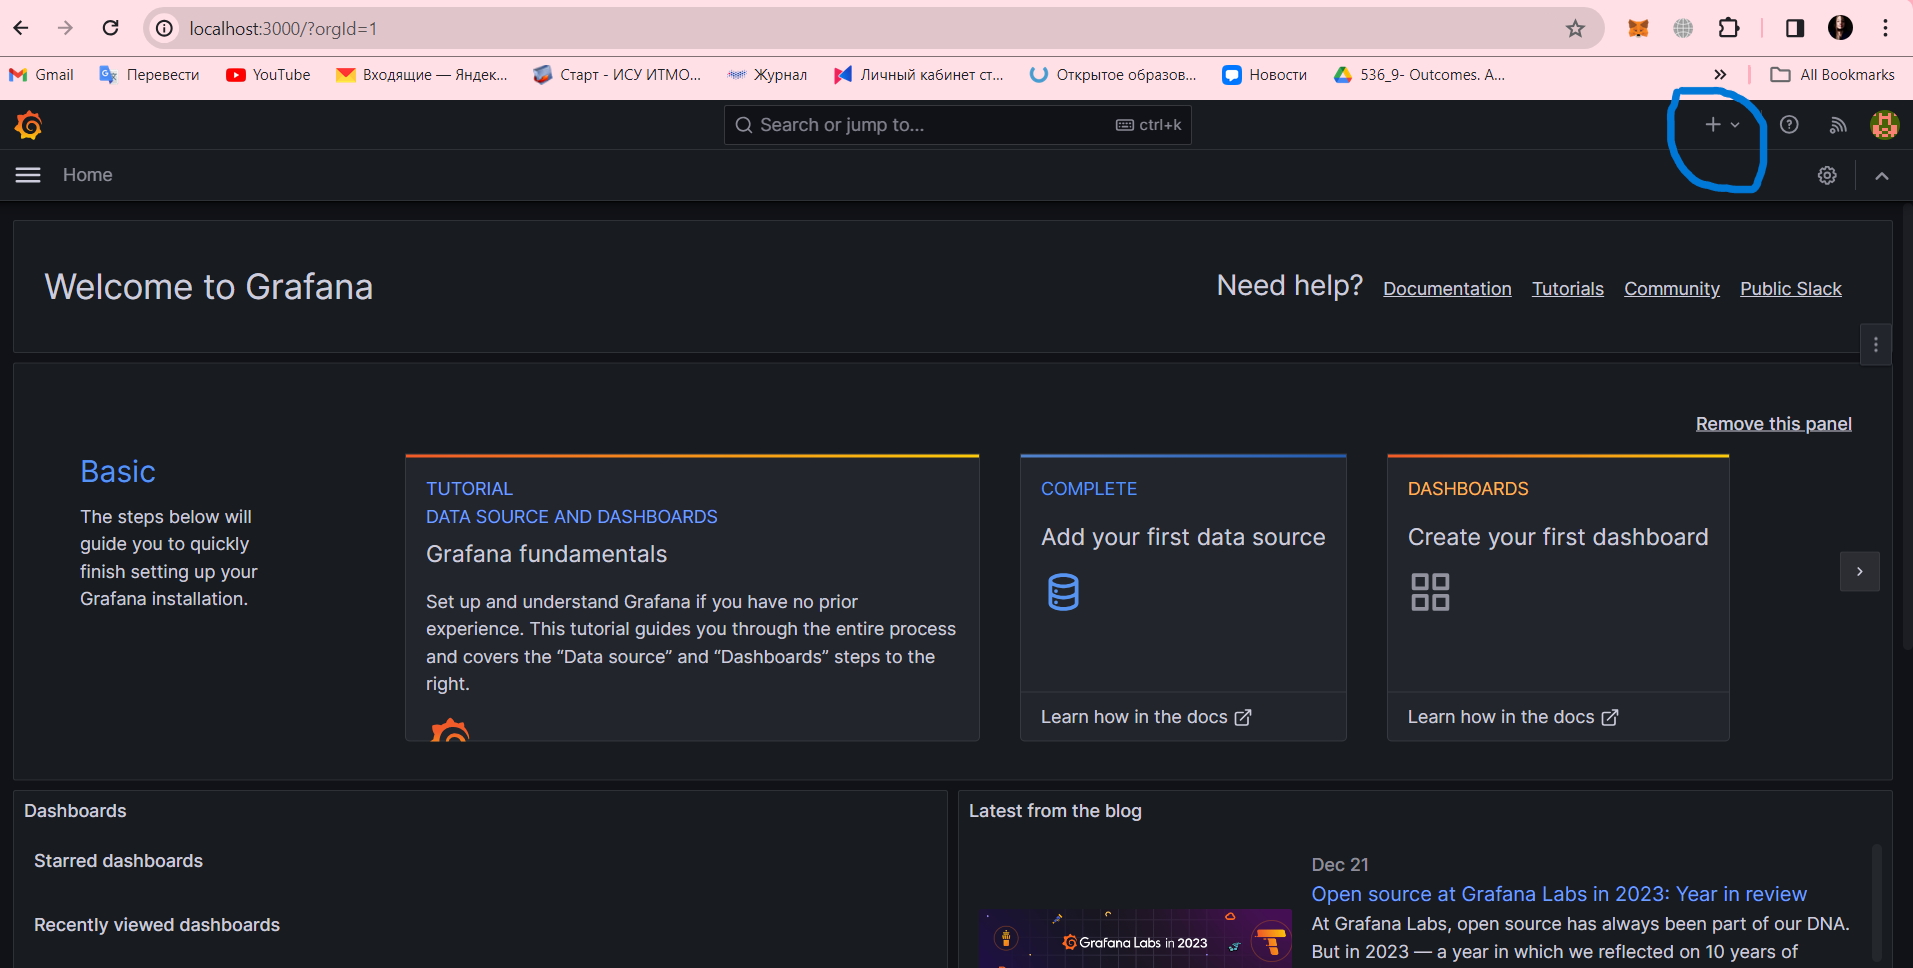 localhost:3000/?orgId=1
Gmail
Перевести
YouTube
Входящие — Яндек...
Старт - ИСУ ИТМО...
Журнал
Личный кабинет ст...
Открытое образов...
Новости
536_9- Outcomes. A...
All Bookmarks
Search or jump to...
ctrl+k
Home
Welcome to Grafana
Need help?
Documentation
Tutorials
Community
Public Slack
Remove this panel
Basic
The steps below will
guide you to quickly
finish setting up your
Grafana installation.
TUTORIAL
DATA SOURCE AND DASHBOARDS
Grafana fundamentals
Set up and understand Grafana if you have no prior
experience. This tutorial guides you through the entire process
and covers the “Data source” and “Dashboards” steps to the
right.
COMPLETE
Add your first data source
Learn how in the docs
DASHBOARDS
Create your first dashboard
Learn how in the docs
Dashboards
Starred dashboards
Recently viewed dashboards
Latest from the blog
Grafana Labs in 2023
Dec 21
Open source at Grafana Labs in 2023: Year in review
At Grafana Labs, open source has always been part of our DNA.
But in 2023 — a year in which we reflected on 10 years of